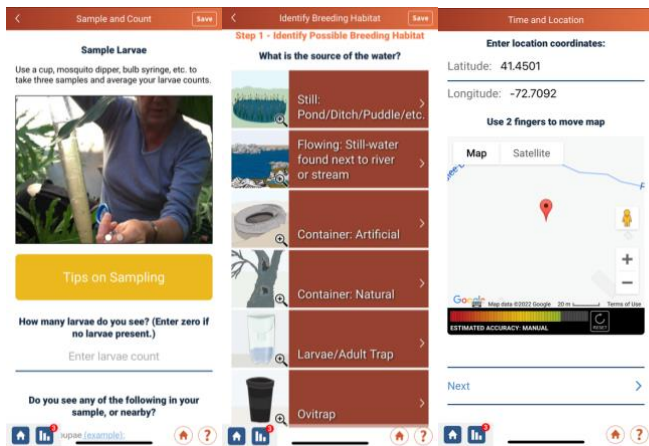 Sample and Count
Save
Sample Larvae
Use a cup, mosquito dipper, bulb syringe, etc. to
take three samples and average your larvae counts.
Tips on Sampling
How many larvae do you see? (Enter zero if
no larvae present.)
Enter larvae count
Do you see any of the following in your
sample, or nearby?
3
upae (example):
?
Identify Breeding Habitat
Save
Step 1 - Identify Possible Breeding Habitat
What is the source of the water?
Still:
Pond/Ditch/Puddle/etc.
Flowing: Still-water
found next to river
or stream
Container: Artificial
Container: Natural
Larvae/Adult Trap
Ovitrap
3
?
Time and Location
Enter location coordinates:
Latitude: 41.4501
Longitude: -72.7092
Use 2 fingers to move map
Map Satellite
Google Map data ©2022 Google 20 m Terms of Use
ESTIMATED ACCURACY: MANUAL
RESET
Next
3
?